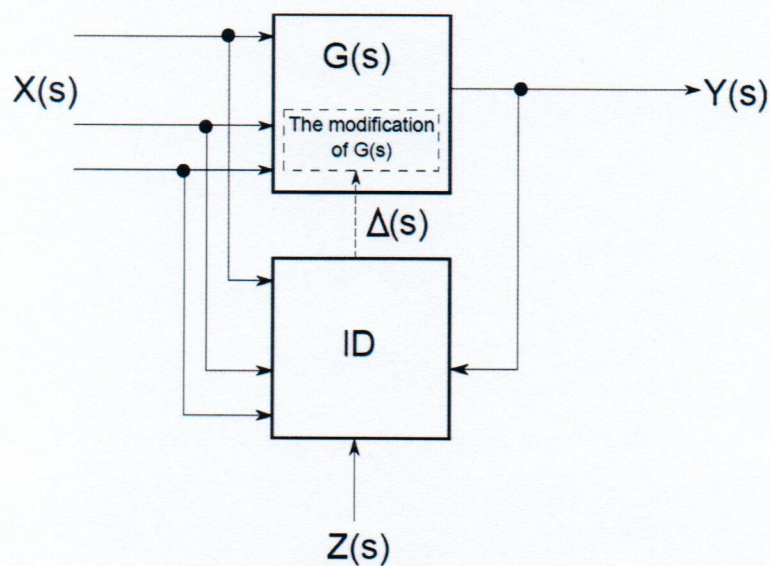 G(s)
X(s)
Y(s)
The modification
of G(s)
Δ(s)
ID
Z(s)